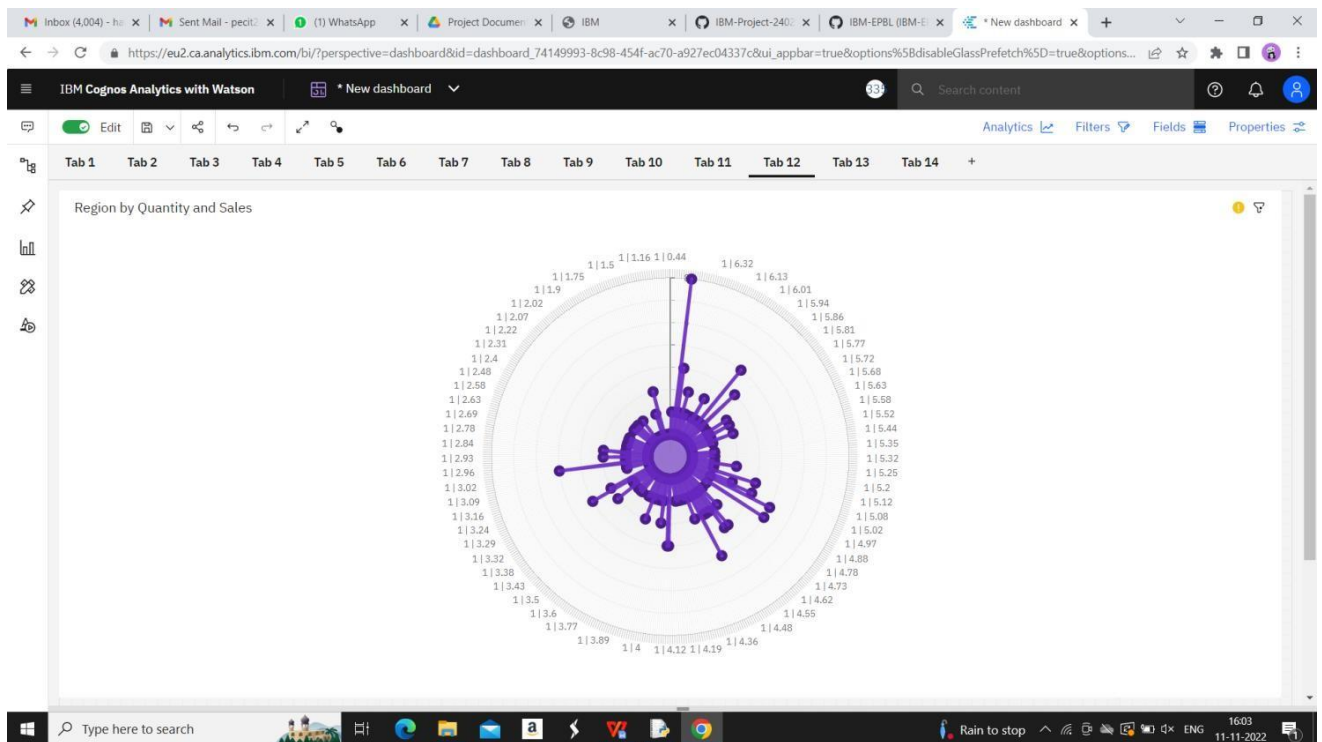 Inbox (4,004) - ha
Sent Mail - pecit2
(1) WhatsApp
Project Documen
IBM
IBM-Project-2402
IBM-EPBL (IBM-E
* New dashboard
https://eu2.ca.analytics.ibm.com/bi/?perspective=dashboard&id=dashboard_74149993-8c98-454f-ac70-a927ec04337c&ui_appbar=true&options%5BdisableGlassPrefetch%5D=true&options...
IBM Cognos Analytics with Watson
* New dashboard
Search content
Edit
Analytics
Filters
Fields
Properties
Tab 1 Tab 2 Tab 3 Tab 4 Tab 5 Tab 6 Tab 7 Tab 8 Tab 9 Tab 10 Tab 11 Tab 12 Tab 13 Tab 14 +
Region by Quantity and Sales
1 | 0.44
1 | 6.32
1 | 6.13
1 | 6.01
1 | 5.94
1 | 5.86
1 | 5.81
1 | 5.77
1 | 5.72
1 | 5.68
1 | 5.63
1 | 5.58
1 | 5.52
1 | 5.44
1 | 5.35
1 | 5.32
1 | 5.25
1 | 5.2
1 | 5.12
1 | 5.08
1 | 5.02
1 | 4.97
1 | 4.88
1 | 4.78
1 | 4.73
1 | 4.62
1 | 4.55
1 | 4.48
1 | 4.36
1 | 4.19
1 | 4.12
1 | 4
1 | 3.89
1 | 3.77
1 | 3.6
1 | 3.5
1 | 3.43
1 | 3.38
1 | 3.32
1 | 3.29
1 | 3.24
1 | 3.16
1 | 3.09
1 | 3.02
1 | 2.96
1 | 2.93
1 | 2.84
1 | 2.78
1 | 2.69
1 | 2.63
1 | 2.58
1 | 2.48
1 | 2.4
1 | 2.31
1 | 2.22
1 | 2.07
1 | 2.02
1 | 1.9
1 | 1.75
1 | 1.5
1 | 1.16
Type here to search
Rain to stop
ENG
16:03
11-11-2022